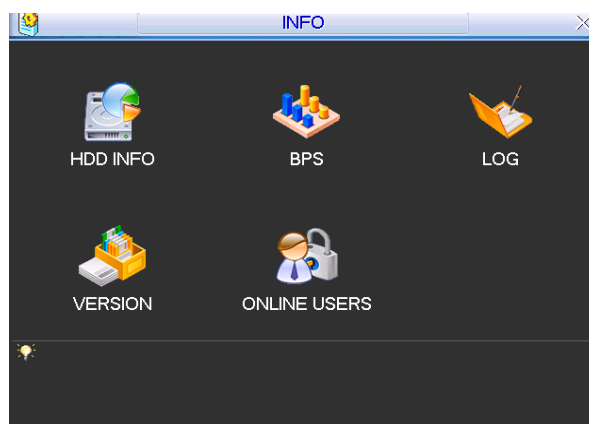 INFO
HDD INFO
BPS
LOG
VERSION
ONLINE USERS